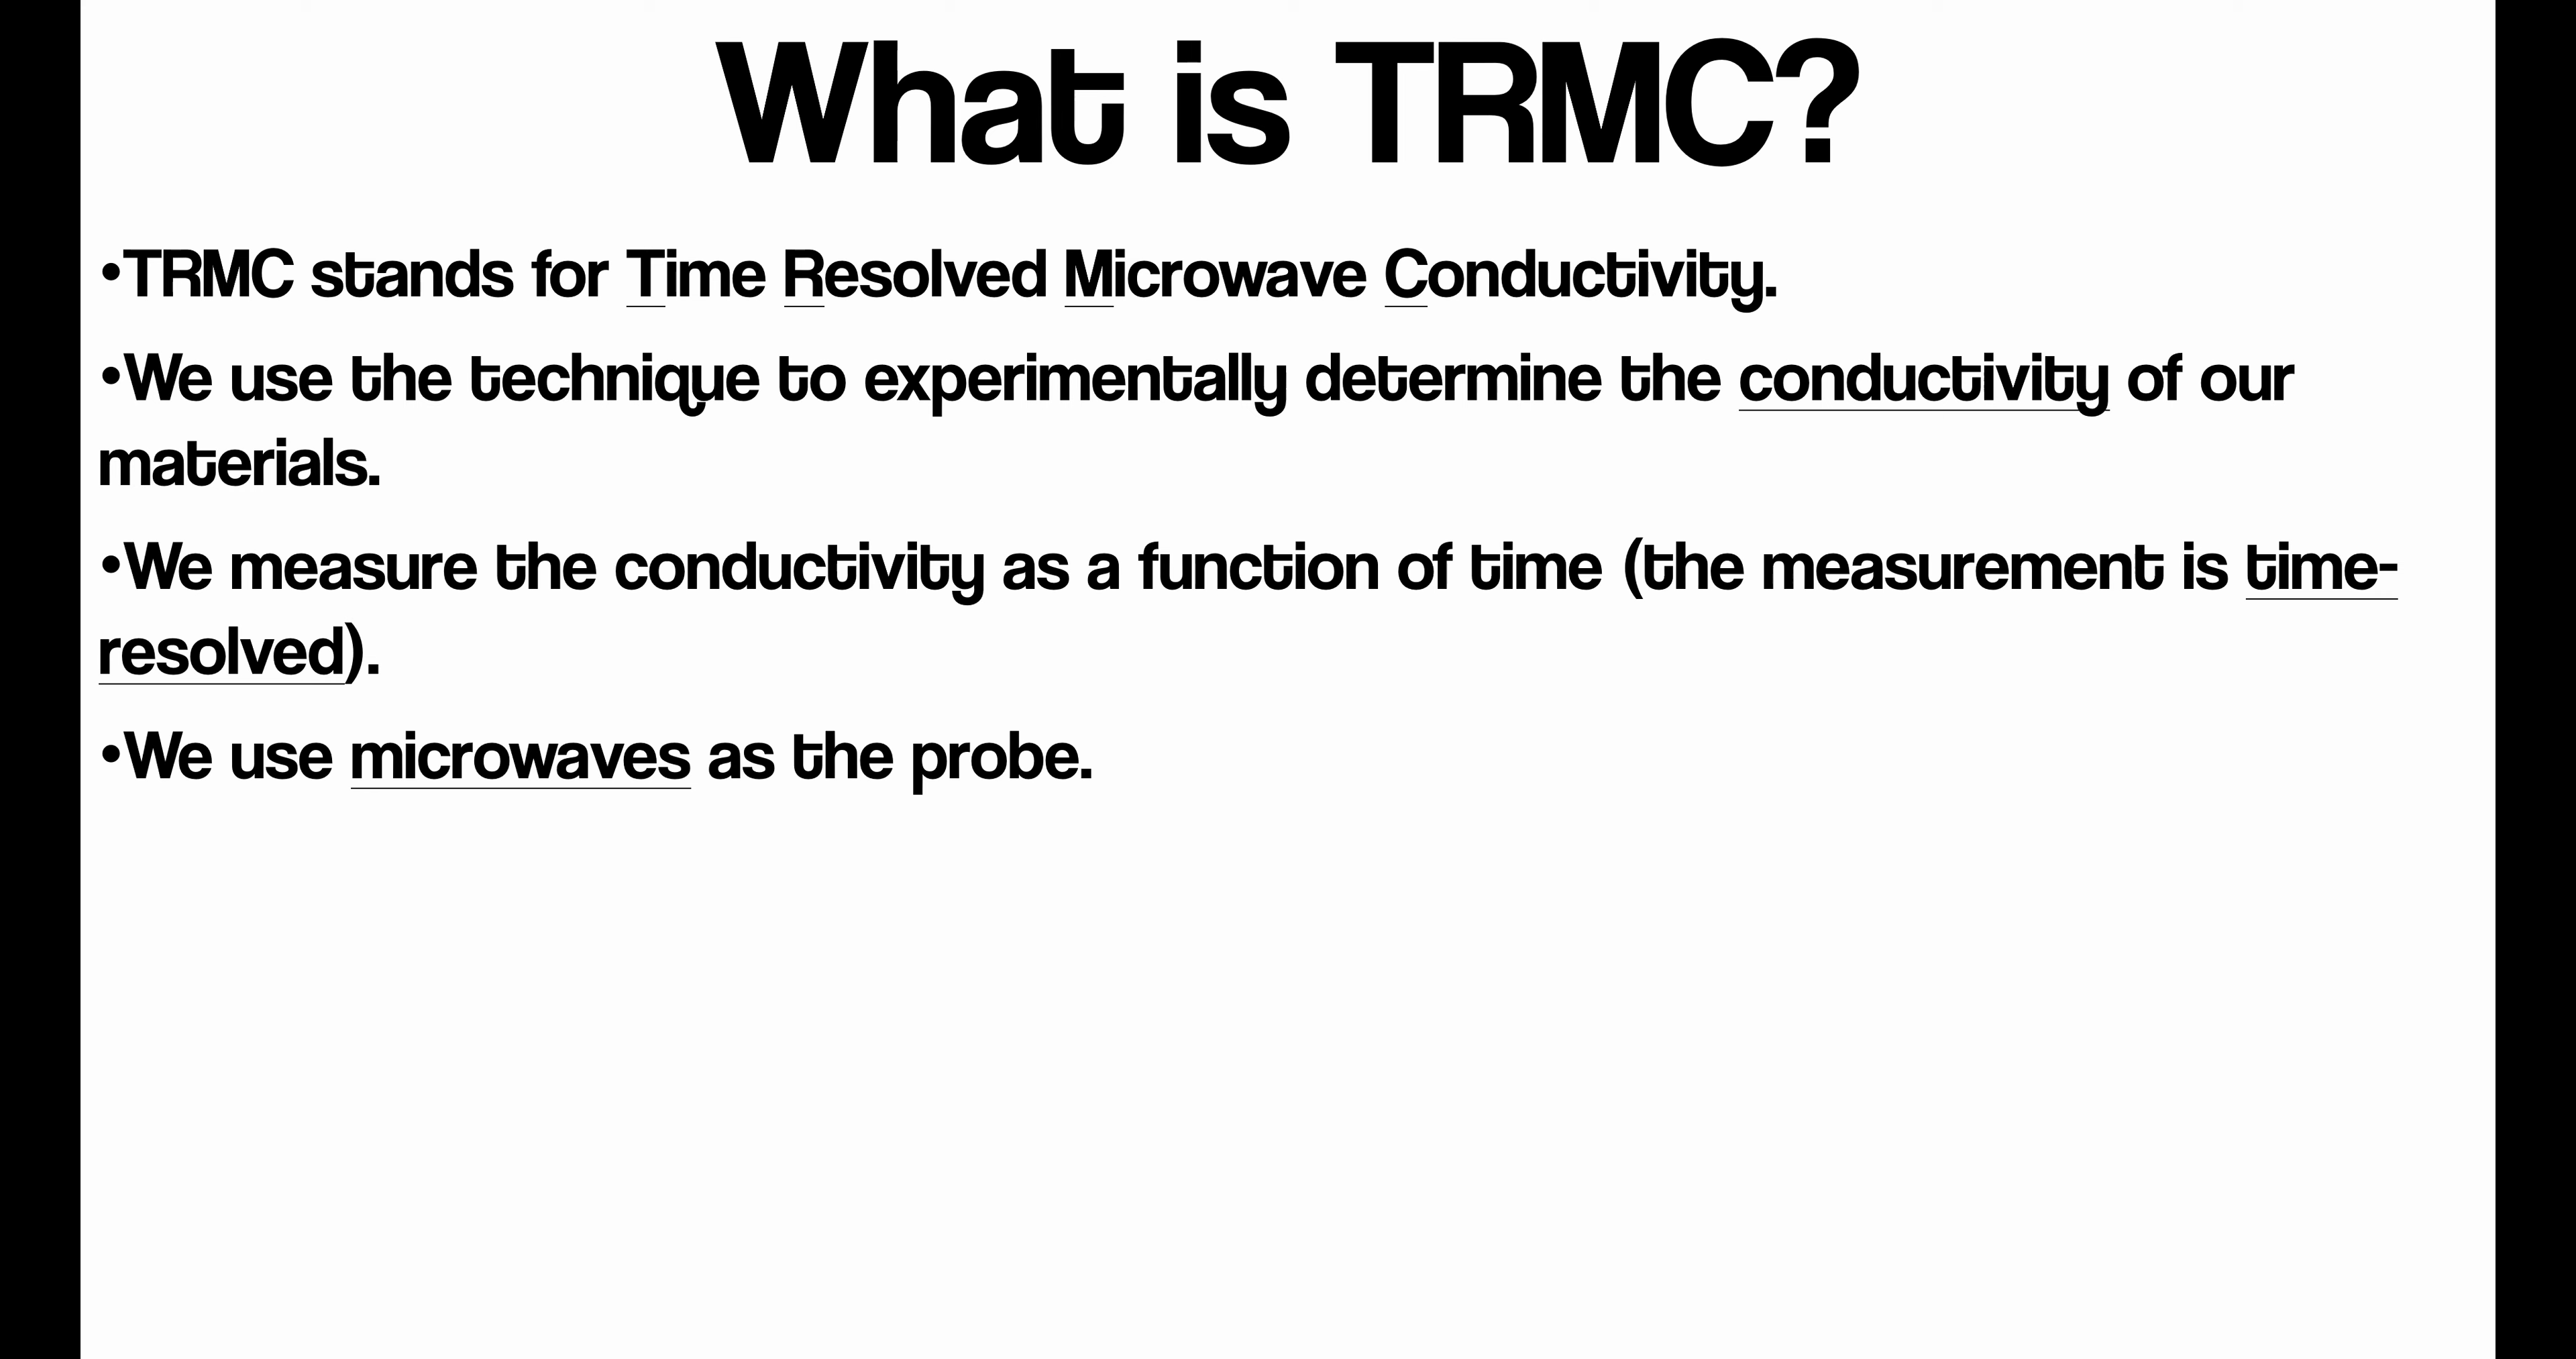 What is TRMC?
•TRMC stands for Time Resolved Microwave Conductivity.
•We use the technique to experimentally determine the conductivity of our
materials.
•We measure the conductivity as a function of time (the measurement is time-
resolved).
•We use microwaves as the probe.